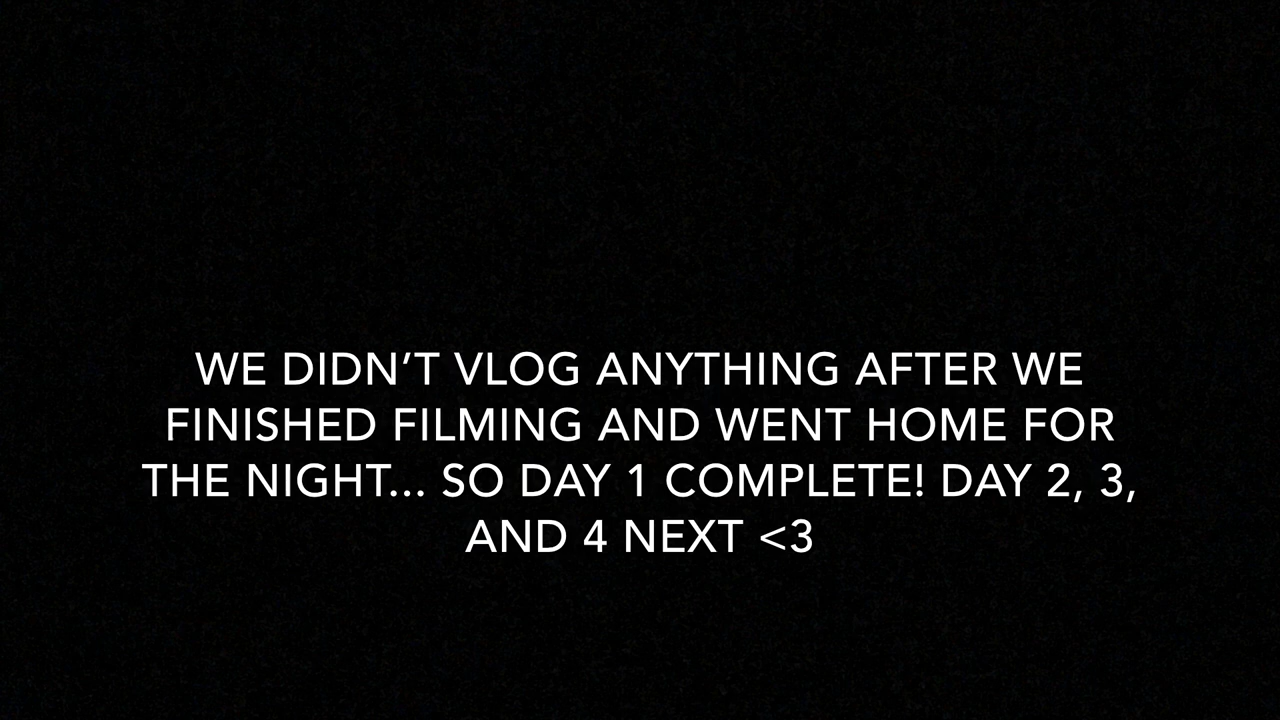 WE DIDN’T VLOG ANYTHING AFTER WE
FINISHED FILMING AND WENT HOME FOR
THE NIGHT... SO DAY 1 COMPLETE! DAY 2, 3,
AND 4 NEXT <3